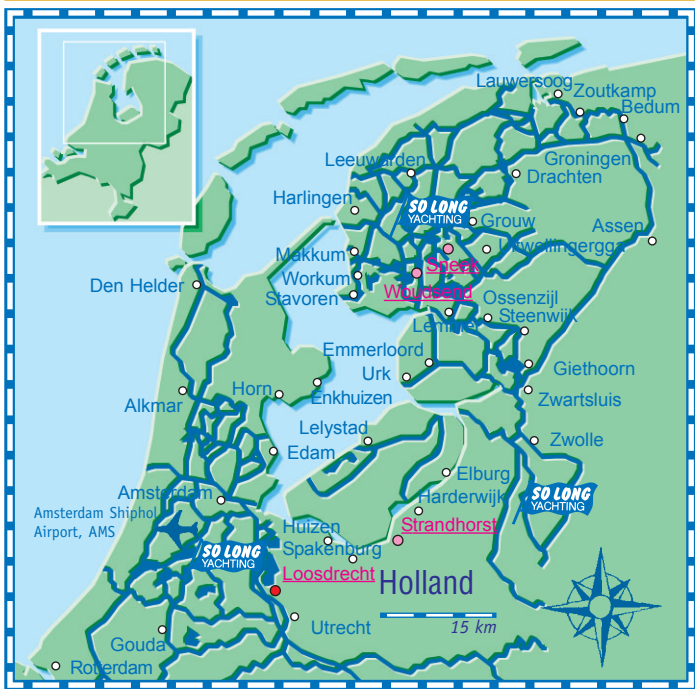 Lauwersoog
Zoutkamp
Bedum
Leeuwarden
Groningen
Drachten
Harlingen
SO LONG
YACHTING
Grouw
Assen
Uitwellingergga
Makkum
Sneek
Workum
Woudsend
Den Helder
Stavoren
Ossenzijl
Lemmer
Steenwijk
Emmerloord
Giethoorn
Urk
Horn
Enkhuizen
Alkmar
Zwartsluis
Lelystad
Zwolle
Edam
Elburg
Amsterdam
Harderwijk
SO LONG
YACHTING
Amsterdam Shiphol
Airport, AMS
Huizen
Strandhorst
SO LONG
YACHTING
Spakenburg
Loosdrecht
Holland
Utrecht
15 km
Gouda
Rotterdam